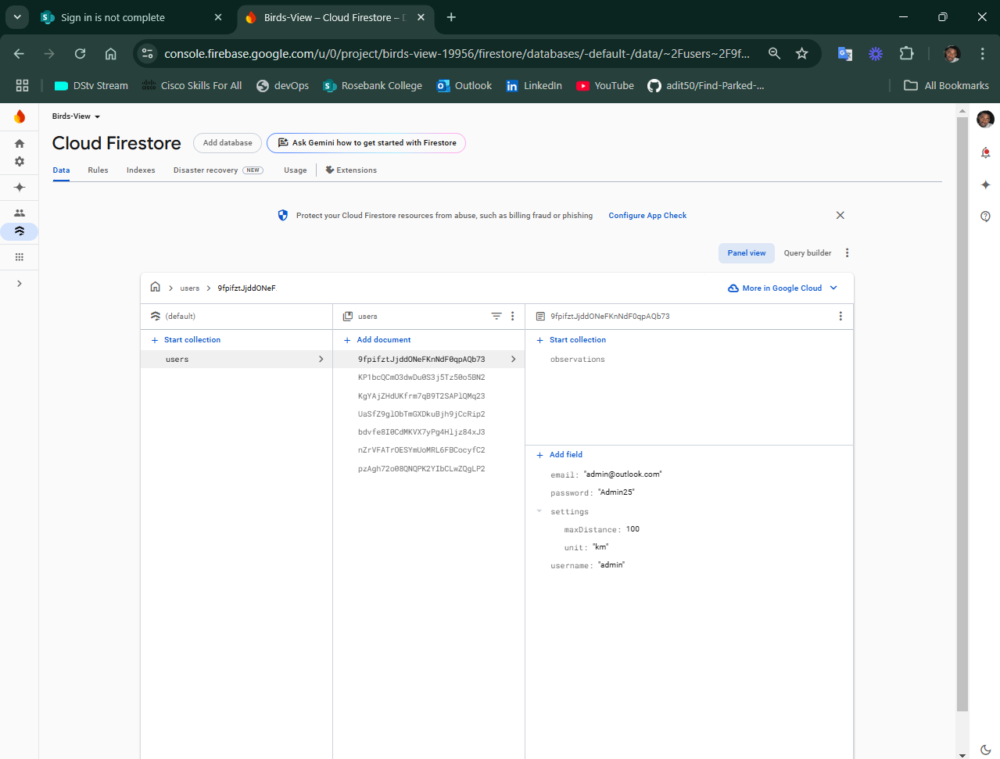 Sign in is not complete
Birds-View – Cloud Firestore –
console.firebase.google.com/u/0/project/birds-view-19956/firestore/databases/-default-/data/~2Fusers~2F9f...
DStv Stream
Cisco Skills For All
devOps
Rosebank College
Outlook
LinkedIn
YouTube
adit50/Find-Parked-...
All Bookmarks
Birds-View
Cloud Firestore
Add database
Ask Gemini how to get started with Firestore
Data
Rules
Indexes
Disaster recovery NEW
Usage
Extensions
Protect your Cloud Firestore resources from abuse, such as billing fraud or phishing
Configure App Check
Panel view
Query builder
users
9fpifztJjddONeF
More in Google Cloud
(default)
users
9fpifztJjddONeFKnNdF0qpAQb73
+ Start collection
+ Add document
+ Start collection
users
9fpifztJjddONeFKnNdF0qpAQb73
observations
KP1bcQCmO3dwDu0S3j5Tz50o5BN2
KgYAjZHdUKfrm7qB9T2SAPlQMq23
UaSfZ9glObTmGXDkuBjh9jCcRip2
bdvfe8I0CdMKVX7yPg4Hljz84xJ3
nZrVFATrOESYmUoMRL6FBCocyfC2
pzAgh72o08QNQPK2YIbCLwZQgLP2
+ Add field
email: "admin@outlook.com"
password: "Admin25"
settings
maxDistance: 100
unit: "km"
username: "admin"